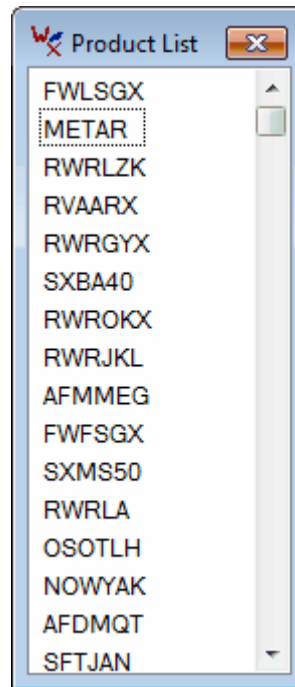 Product List
FWLSGX
METAR
RWRLZK
RVAARX
RWRGYX
SXBA40
RWROKX
RWRJKL
AFMMEG
FWFSGX
SXMS50
RWRLA
OSOTLH
NOWYAK
AFDMQT
SFTJAN